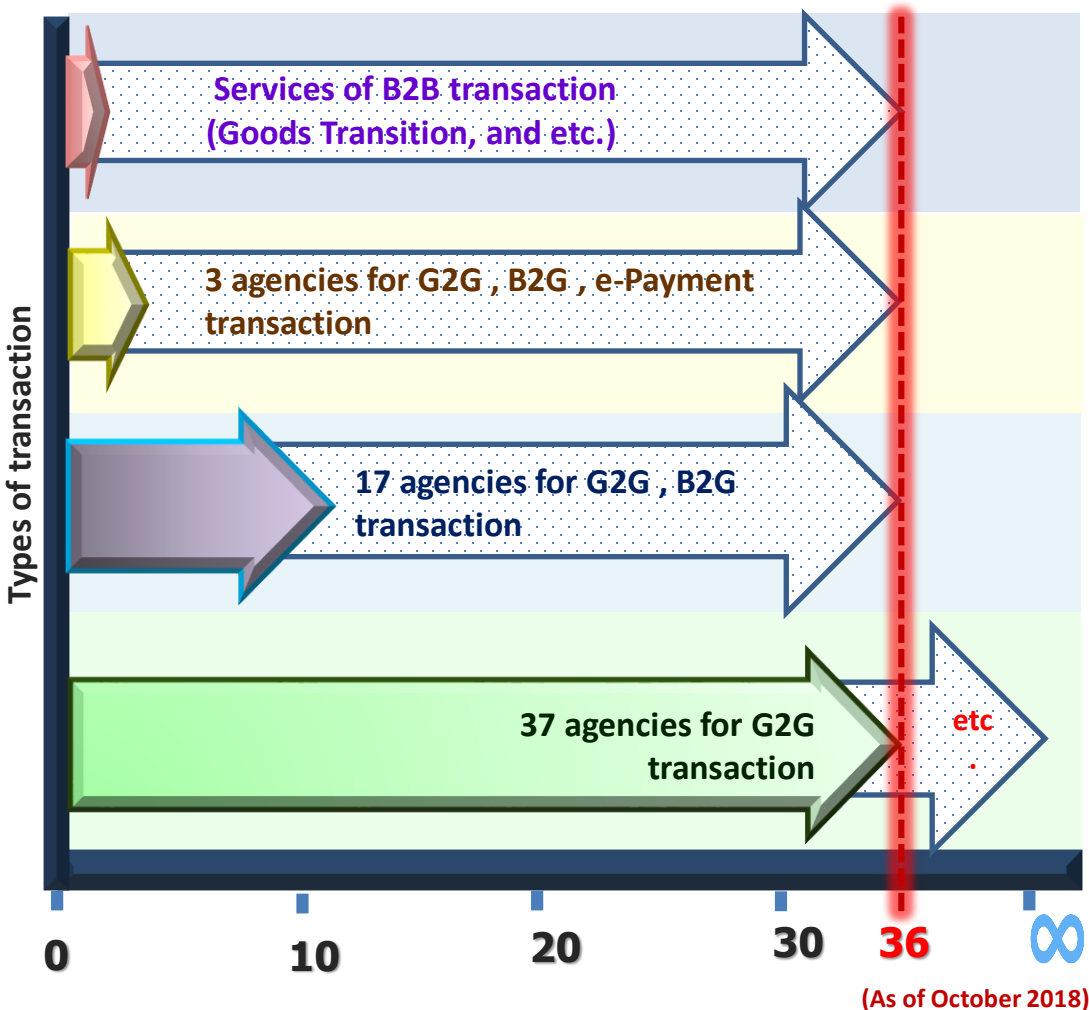 Types of transaction
Services of B2B transaction
(Goods Transition, and etc.)
3 agencies for G2G , B2G , e-Payment
transaction
17 agencies for G2G , B2G
transaction
37 agencies for G2G
transaction
etc
.
0
10
20
30
36
∞
(As of October 2018)